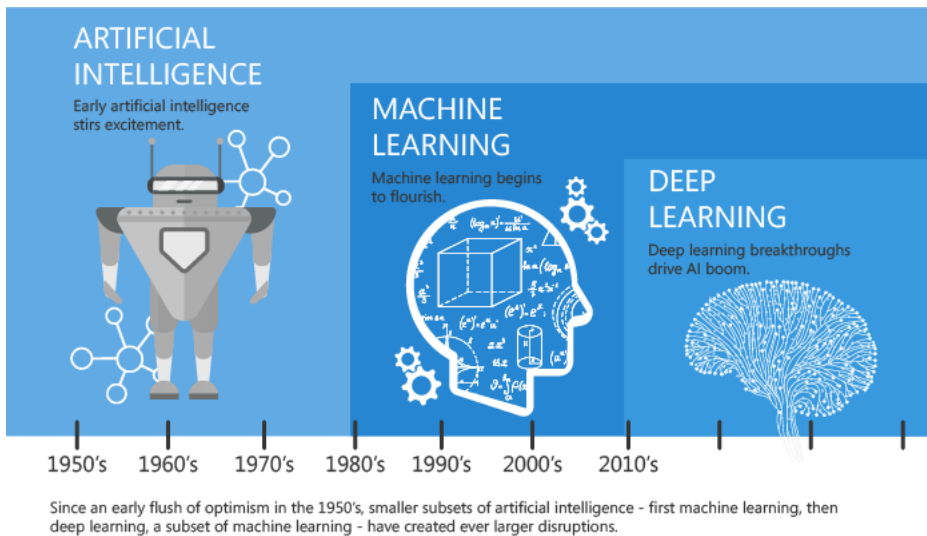 ARTIFICIAL
INTELLIGENCE
Early artificial intelligence
stirs excitement.
MACHINE
LEARNING
Machine learning begins
to flourish.
DEEP
LEARNING
Deep learning breakthroughs
drive AI boom.
1950's 1960's 1970's 1980's 1990's 2000's 2010's
Since an early flush of optimism in the 1950's, smaller subsets of artificial intelligence - first machine learning, then
deep learning, a subset of machine learning - have created ever larger disruptions.